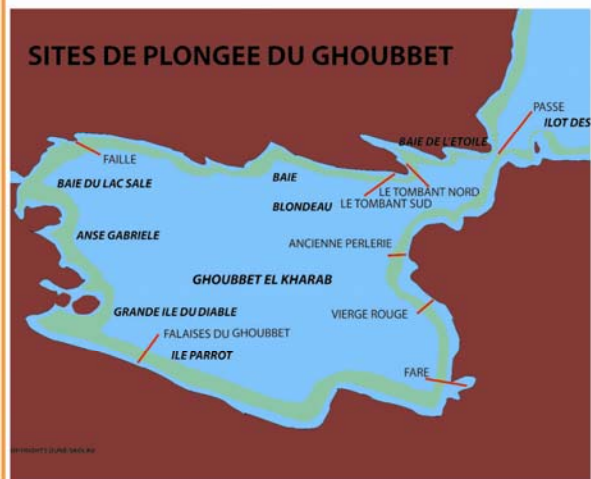 SITES DE PLONGEE DU GHOUBBET
PASSE
ILOT DES
BAIE DE L'ETOILE
FAILLE
BAIE DU LAC SALE
BAIE
BLONDEAU
LE TOMBANT NORD
LE TOMBANT SUD
ANSE GABRIELE
ANCIENNE PERLERIE
GHOUBBET EL KHARAB
GRANDE ILE DU DIABLE
VIERGE ROUGE
FALAISES DU GHOUBBET
ILE PARROT
FARE